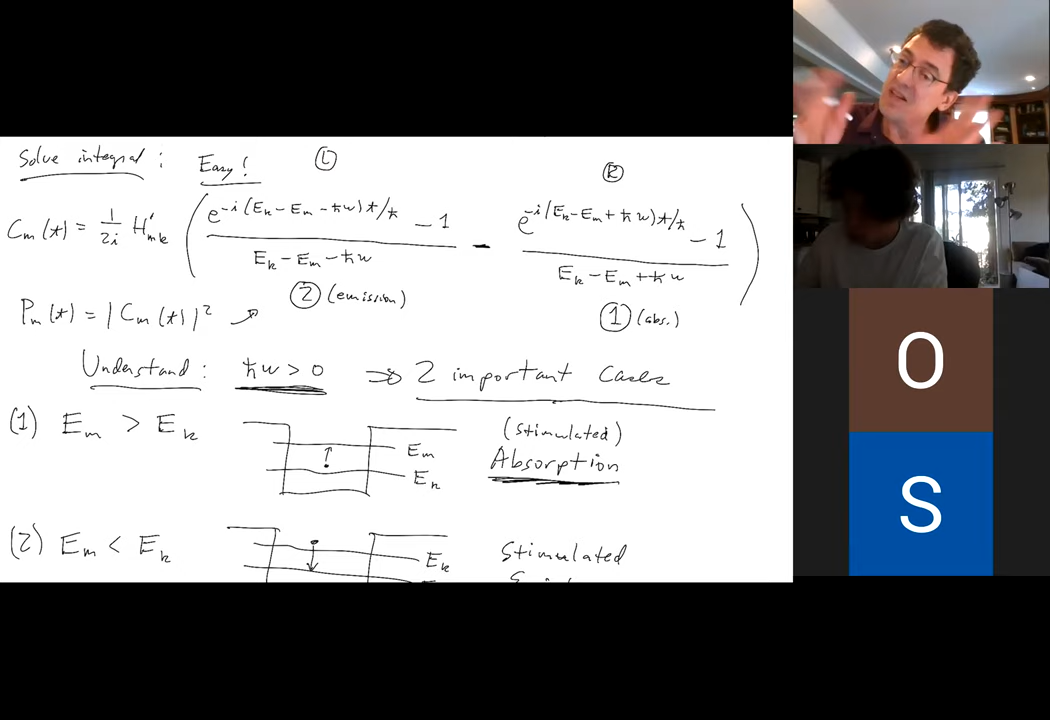 Solve integral : Easy! Ⓛ Ⓡ
Cₘ(t) = 1/2i H'ₘₖ ( (e^{-i(Eₖ-Eₘ-ħω)t/ħ} - 1)/(Eₖ-Eₘ-ħω) - (e^{-i(Eₖ-Eₘ+ħω)t/ħ} - 1)/(Eₖ-Eₘ+ħω) )
② (emission) ① (abs.)
Pₘ(t) = |Cₘ(t)|² ↗
Understand : ħω > 0 ⇒ 2 important Cases
(1) Eₘ > Eₖ
Eₘ
Eₖ
(stimulated)
Absorption
(2) Eₘ < Eₖ
Eₖ
Stimulated
O
S